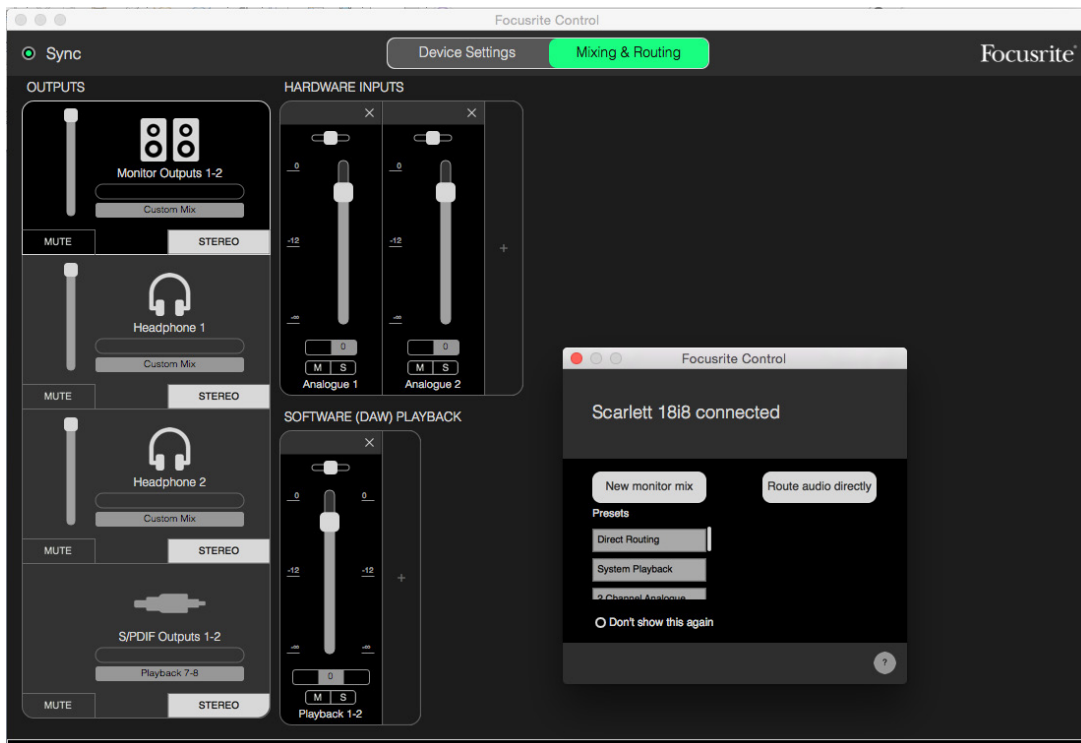 Focusrite Control
Sync
Device Settings
Mixing & Routing
Focusrite
OUTPUTS
Monitor Outputs 1-2
Custom Mix
MUTE
STEREO
Headphone 1
Custom Mix
MUTE
STEREO
Headphone 2
Custom Mix
MUTE
STEREO
S/PDIF Outputs 1-2
Playback 7-8
MUTE
STEREO
HARDWARE INPUTS
0
-12
-∞
0
M S
Analogue 1
0
-12
-∞
0
M S
Analogue 2
+
SOFTWARE (DAW) PLAYBACK
0 0
-12 -12
-∞ -∞
0
M S
Playback 1-2
+
Focusrite Control
Scarlett 18i8 connected
New monitor mix
Route audio directly
Presets
Direct Routing
System Playback
2 Channel Analogue
Don't show this again
?